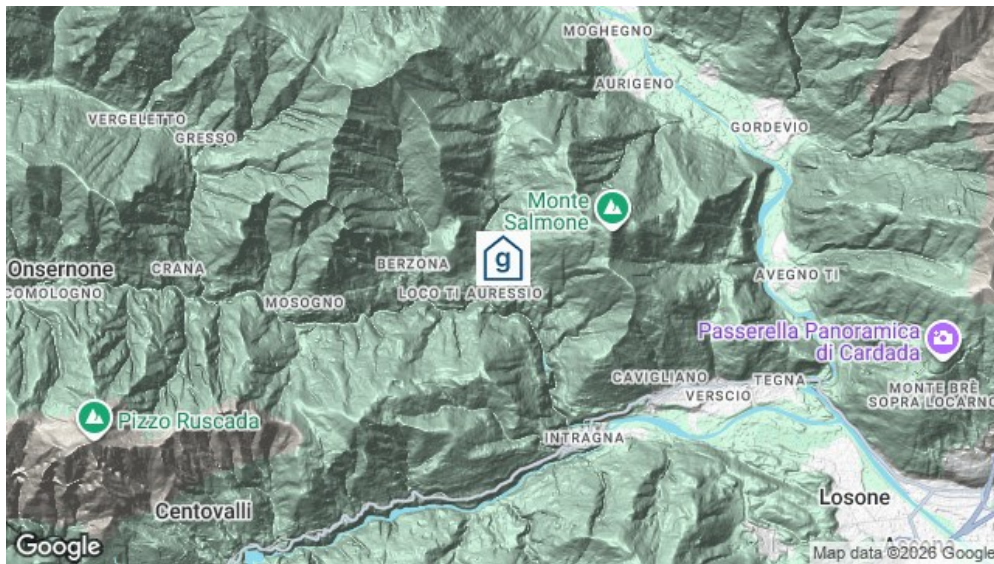 MOGHEGNO
AURIGENO
VERGELETTO
GRESSO
GORDEVIO
Monte
Salmone
g
Onsernone
CRANA
BERZONA
AVEGNO TI
COMOLOGNO
MOSOGNO
LOCO TI AURESSIO
Passerella Panoramica
di Cardada
CAVIGLIANO
TEGNA
VERSCIO
MONTE BRÈ
SOPRA LOCARNO
Pizzo Ruscada
INTRAGNA
Centovalli
Losone
Google
Map data ©2026 Google